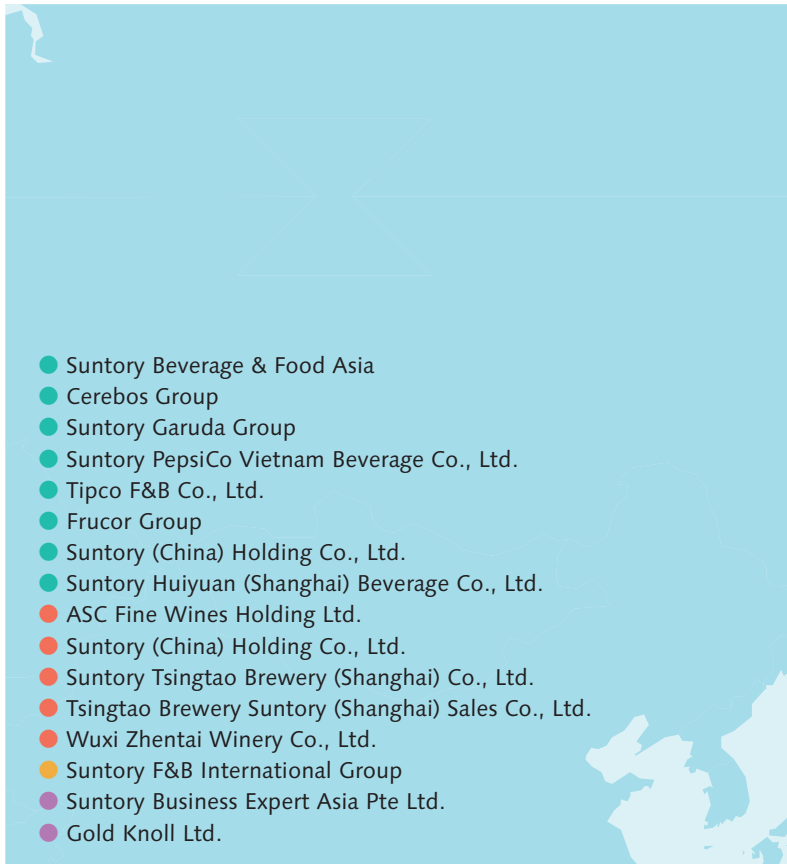 Suntory Beverage & Food Asia
Cerebos Group
Suntory Garuda Group
Suntory PepsiCo Vietnam Beverage Co., Ltd.
Tipco F&B Co., Ltd.
Frucor Group
Suntory (China) Holding Co., Ltd.
Suntory Huiyuan (Shanghai) Beverage Co., Ltd.
ASC Fine Wines Holding Ltd.
Suntory (China) Holding Co., Ltd.
Suntory Tsingtao Brewery (Shanghai) Co., Ltd.
Tsingtao Brewery Suntory (Shanghai) Sales Co., Ltd.
Wuxi Zhentai Winery Co., Ltd.
Suntory F&B International Group
Suntory Business Expert Asia Pte Ltd.
Gold Knoll Ltd.